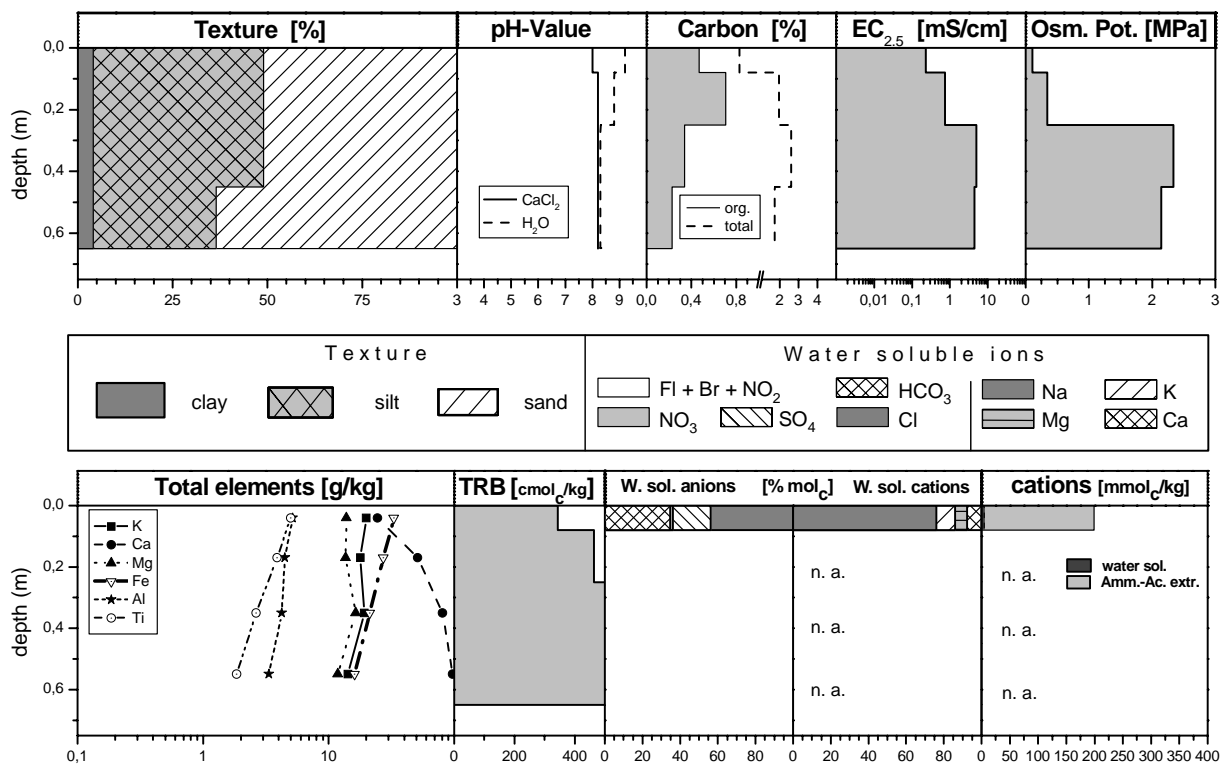 Texture [%] pH-Value Carbon [%] EC2.5 [mS/cm] Osm. Pot. [MPa]
0,0
0,2
0,4
0,6
depth (m)
CaCl2
H2O
org.
total
0 25 50 75 3 4 5 6 7 8 9 0,0 0,4 0,8 2 3 4 0,01 0,1 1 10 0 1 2 3
Texture Water soluble ions
clay silt sand
Fl + Br + NO2 HCO3 Na K
NO3 SO4 Cl Mg Ca
Total elements [g/kg] TRB [cmolc/kg] W. sol. anions [% molc] W. sol. cations cations [mmolc/kg]
0,0
0,2
0,4
0,6
depth (m)
K
Ca
Mg
Fe
Al
Ti
n. a. n. a.
water sol.
Amm.-Ac. extr.
n. a. n. a.
n. a. n. a.
0,1 1 10 0 200 400 0 20 40 60 80 0 20 40 60 80 0 50 100 150 200 250 300 350 400